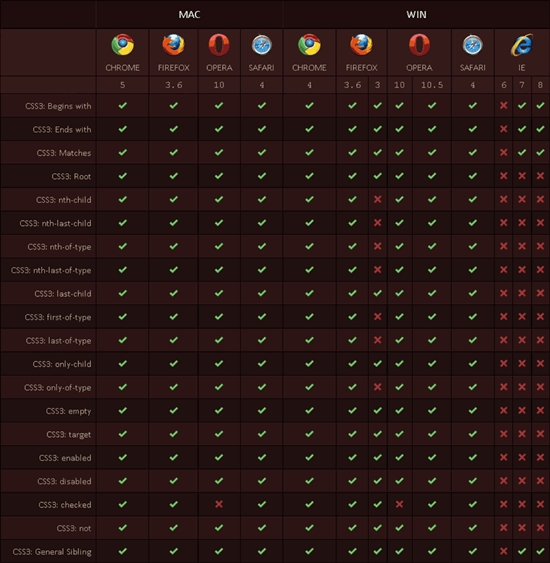 MAC WIN
CHROME FIREFOX OPERA SAFARI CHROME FIREFOX OPERA SAFARI IE
5 3.6 10 4 4 3.6 3 10 10.5 4 6 7 8
CSS3: Begins with
CSS3: Ends with
CSS3: Matches
CSS3: Root
CSS3: nth-child
CSS3: nth-last-child
CSS3: nth-of-type
CSS3: nth-last-of-type
CSS3: last-child
CSS3: first-of-type
CSS3: last-of-type
CSS3: only-child
CSS3: only-of-type
CSS3: empty
CSS3: target
CSS3: enabled
CSS3: disabled
CSS3: checked
CSS3: not
CSS3: General Sibling